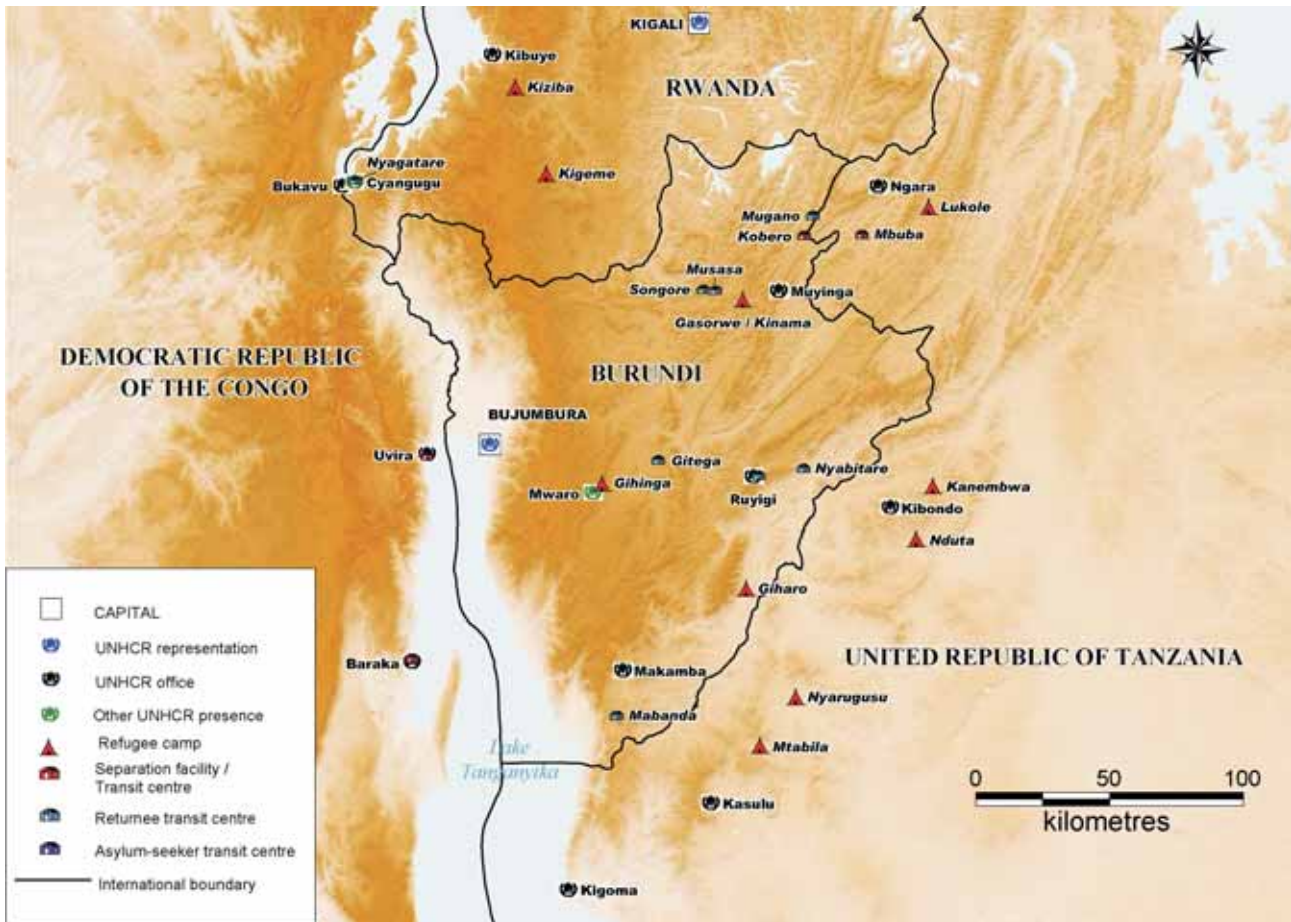 KIGALI
Kibuye
Kiziba
RWANDA
Nyagatare
Bukavu
Cyangugu
Kigeme
Ngara
Lukole
Mugano
Kobero
Mbuba
Musasa
Songore
Muyinga
Gasorwe / Kinama
DEMOCRATIC REPUBLIC
OF THE CONGO
BURUNDI
BUJUMBURA
Uvira
Gitega
Nyabitare
Mwaro
Gihinga
Ruyigi
Kanembwa
Kibondo
Nduta
Giharo
Baraka
Makamba
UNITED REPUBLIC OF TANZANIA
Nyarugusu
Mabanda
Mtabila
Lake
Tanganyika
Kasulu
Kigoma
0 50 100
kilometres
CAPITAL
UNHCR representation
UNHCR office
Other UNHCR presence
Refugee camp
Separation facility /
Transit centre
Returnee transit centre
Asylum-seeker transit centre
International boundary